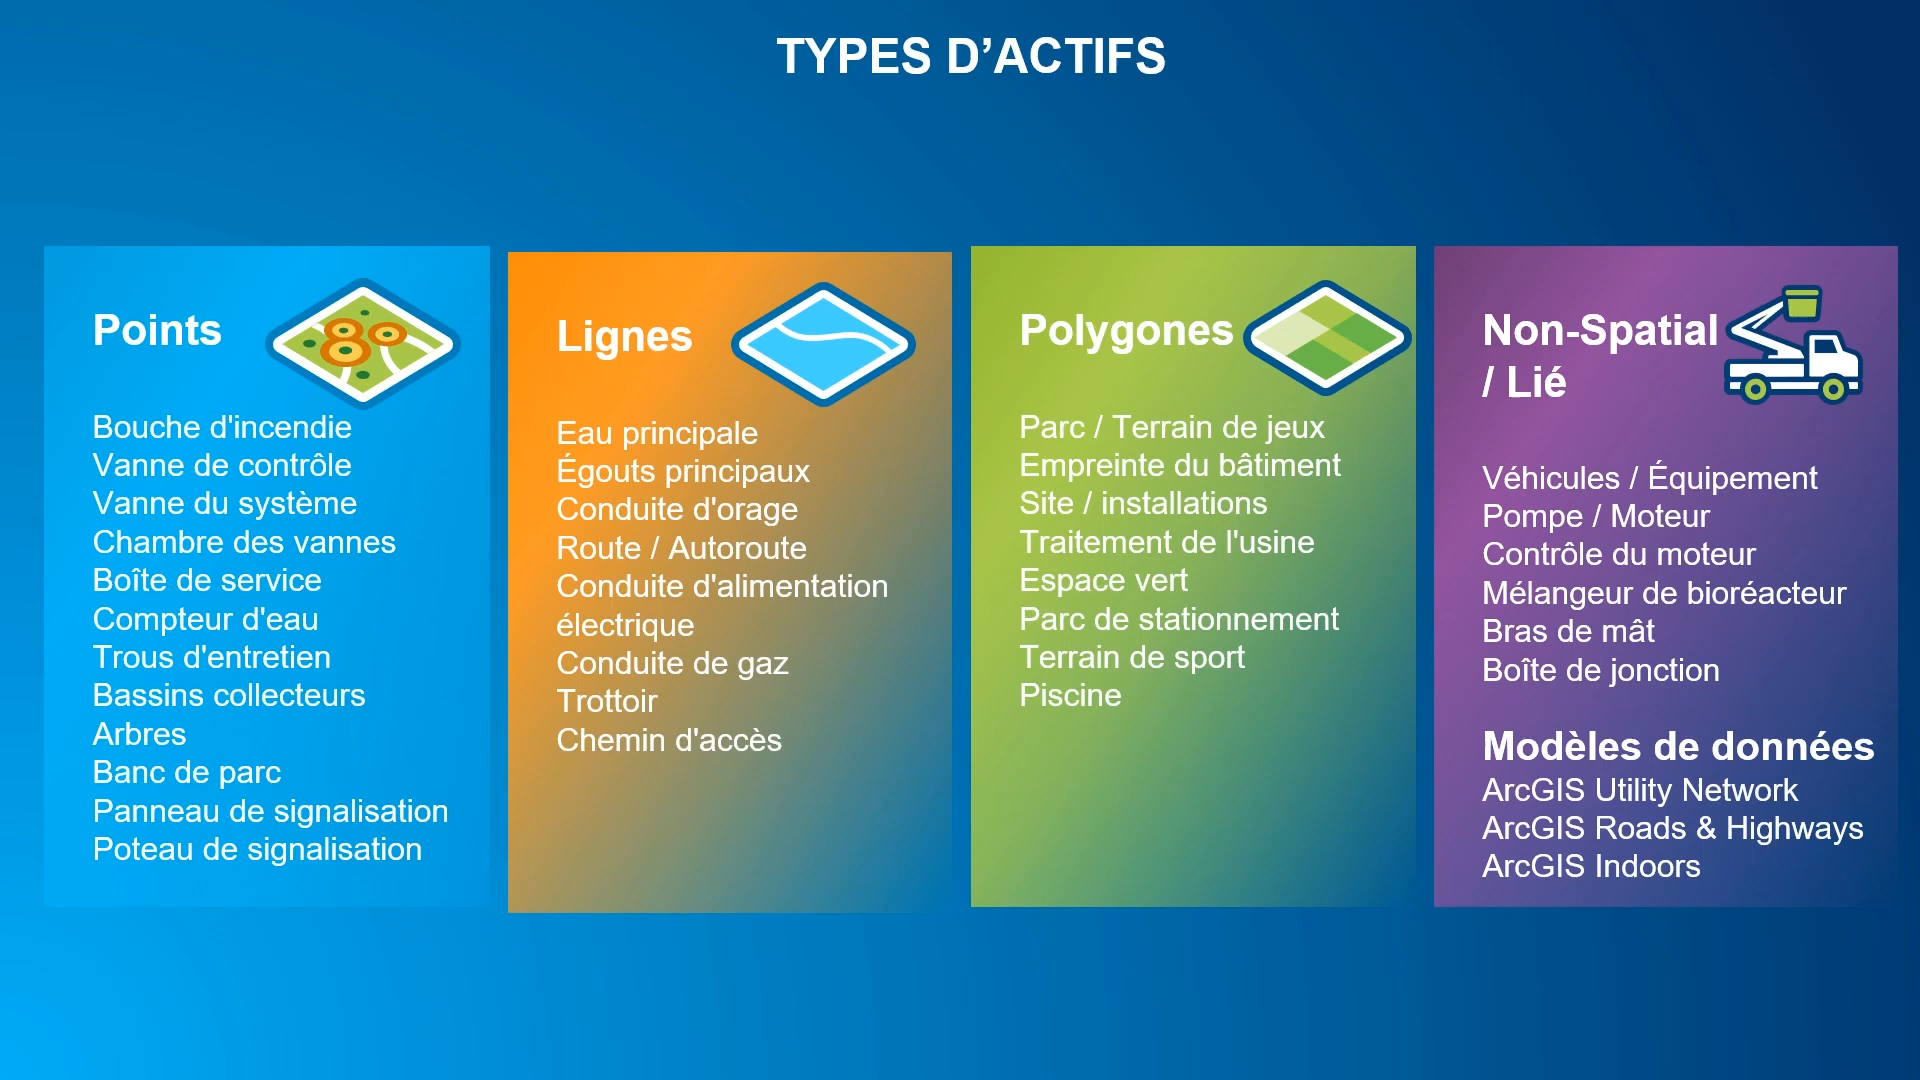 TYPES D’ACTIFS
Points
Bouche d'incendie
Vanne de contrôle
Vanne du système
Chambre des vannes
Boîte de service
Compteur d'eau
Trous d'entretien
Bassins collecteurs
Arbres
Banc de parc
Panneau de signalisation
Poteau de signalisation
Lignes
Eau principale
Égouts principaux
Conduite d'orage
Route / Autoroute
Conduite d'alimentation
électrique
Conduite de gaz
Trottoir
Chemin d'accès
Polygones
Parc / Terrain de jeux
Empreinte du bâtiment
Site / installations
Traitement de l'usine
Espace vert
Parc de stationnement
Terrain de sport
Piscine
Non-Spatial
/ Lié
Véhicules / Équipement
Pompe / Moteur
Contrôle du moteur
Mélangeur de bioréacteur
Bras de mât
Boîte de jonction
Modèles de données
ArcGIS Utility Network
ArcGIS Roads & Highways
ArcGIS Indoors